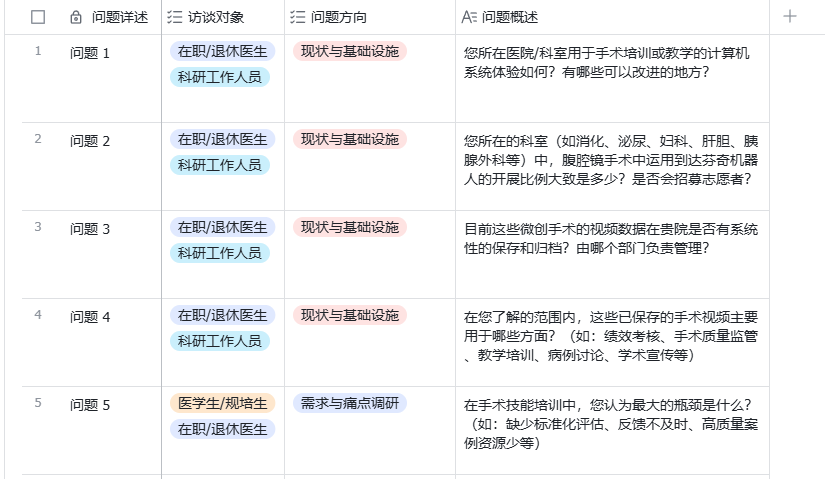 问题详述 访谈对象 问题方向 问题概述
1 问题 1 在职/退休医生 现状与基础设施 您所在医院/科室用于手术培训或教学的计算机
科研工作人员 系统体验如何？有哪些可以改进的地方？
2 问题 2 在职/退休医生 现状与基础设施 您所在的科室（如消化、泌尿、妇科、肝胆、胰
科研工作人员 腺外科等）中，腹腔镜手术中运用到达芬奇机器
人的开展比例大致是多少？是否会招募志愿者？
3 问题 3 在职/退休医生 现状与基础设施 目前这些微创手术的视频数据在贵院是否有系统
科研工作人员 性的保存和归档？由哪个部门负责管理？
4 问题 4 在职/退休医生 现状与基础设施 在您了解的范围内，这些已保存的手术视频主要
科研工作人员 用于哪些方面？（如：绩效考核、手术质量监管
、教学培训、病例讨论、学术宣传等）
5 问题 5 医学生/规培生 需求与痛点调研 在手术技能培训中，您认为最大的瓶颈是什么？
在职/退休医生 （如：缺少标准化评估、反馈不及时、高质量案
例资源少等）